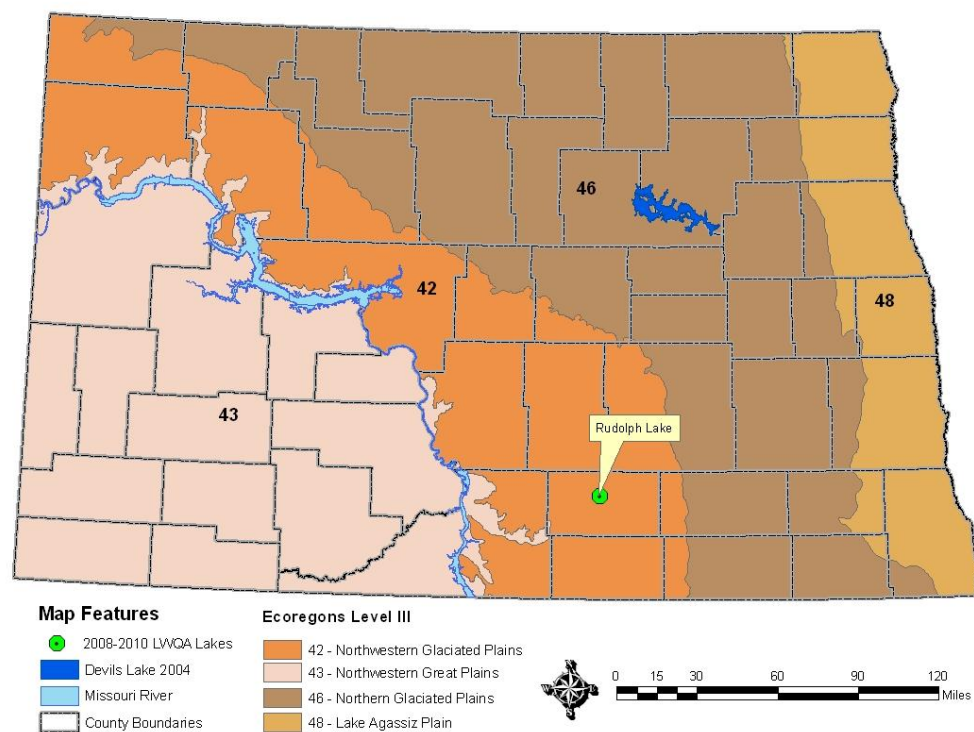 46
42
48
43
Rudolph Lake
Map Features
2008-2010 LWQA Lakes
Devils Lake 2004
Missouri River
County Boundaries
Ecoregons Level III
42 - Northwestern Glaciated Plains
43 - Northwestern Great Plains
46 - Northern Glaciated Plains
48 - Lake Agassiz Plain
0 15 30 60 90 120
Miles